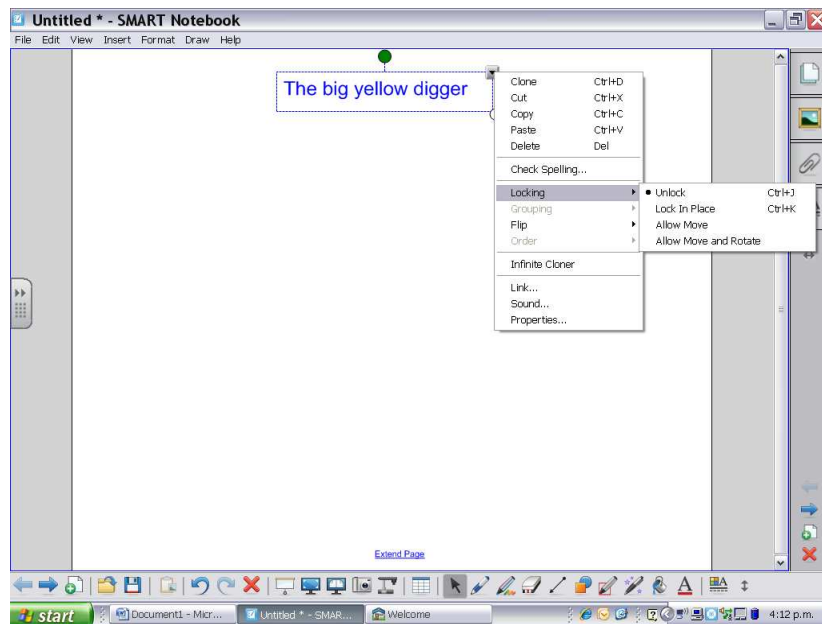 Untitled * - SMART Notebook
File Edit View Insert Format Draw Help
The big yellow digger
Clone Ctrl+D
Cut Ctrl+X
Copy Ctrl+C
Paste Ctrl+V
Delete Del
Check Spelling...
Locking
Unlock Ctrl+J
Grouping
Lock In Place Ctrl+K
Flip
Allow Move
Order
Allow Move and Rotate
Infinite Cloner
Link...
Sound...
Properties...
Extend Page
start Document1 - Micr... Untitled * - SMAR... Welcome 4:12 p.m.